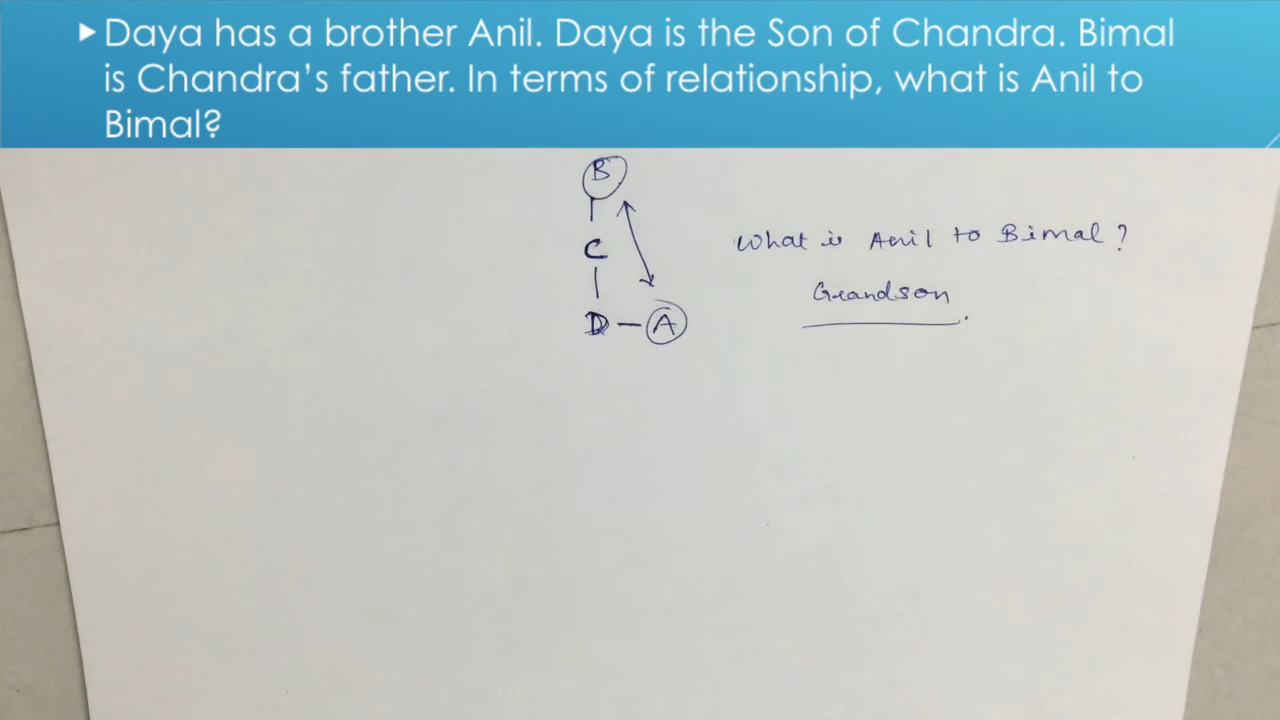 Daya has a brother Anil. Daya is the Son of Chandra. Bimal
is Chandra's father. In terms of relationship, what is Anil to
Bimal?
B
C
What is Anil to Bimal?
Grandson
D – A